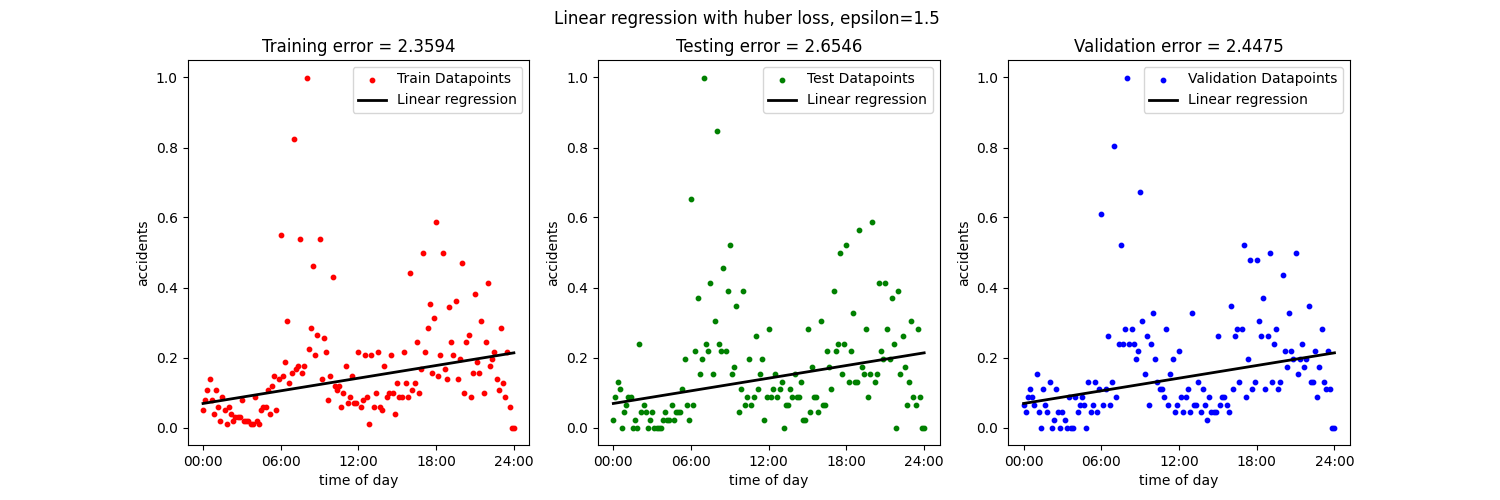 Linear regression with huber loss, epsilon=1.5
Training error = 2.3594
Train Datapoints
Linear regression
1.0
0.8
0.6
0.4
0.2
0.0
accidents
00:00 06:00 12:00 18:00 24:00
time of day
Testing error = 2.6546
Test Datapoints
Linear regression
1.0
0.8
0.6
0.4
0.2
0.0
accidents
00:00 06:00 12:00 18:00 24:00
time of day
Validation error = 2.4475
Validation Datapoints
Linear regression
1.0
0.8
0.6
0.4
0.2
0.0
accidents
00:00 06:00 12:00 18:00 24:00
time of day